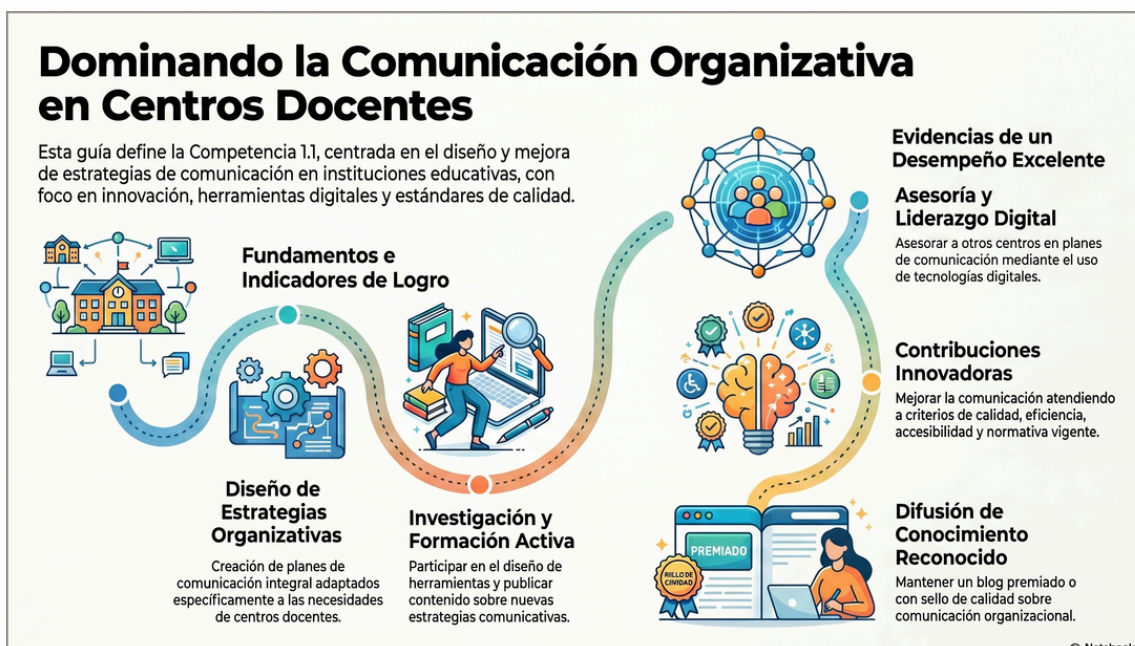 Dominando la Comunicación Organizativa
en Centros Docentes
Esta guía define la Competencia 1.1, centrada en el diseño y mejora
de estrategias de comunicación en instituciones educativas, con
foco en innovación, herramientas digitales y estándares de calidad.
Fundamentos e
Indicadores de Logro
Diseño de
Estrategias
Organizativas
Creación de planes de
comunicación integral adaptados
específicamente a las necesidades
de centros docentes.
Investigación y
Formación Activa
Participar en el diseño de
herramientas y publicar
contenido sobre nuevas
estrategias comunicativas.
Evidencias de un
Desempeño Excelente
Asesoría y
Liderazgo Digital
Asesorar a otros centros en planes
de comunicación mediante el uso
de tecnologías digitales.
Contribuciones
Innovadoras
Mejorar la comunicación atendiendo
a criterios de calidad, eficiencia,
accesibilidad y normativa vigente.
PREMIADO
Difusión de
Conocimiento
Reconocido
Mantener un blog premiado o
con sello de calidad sobre
comunicación organizacional.